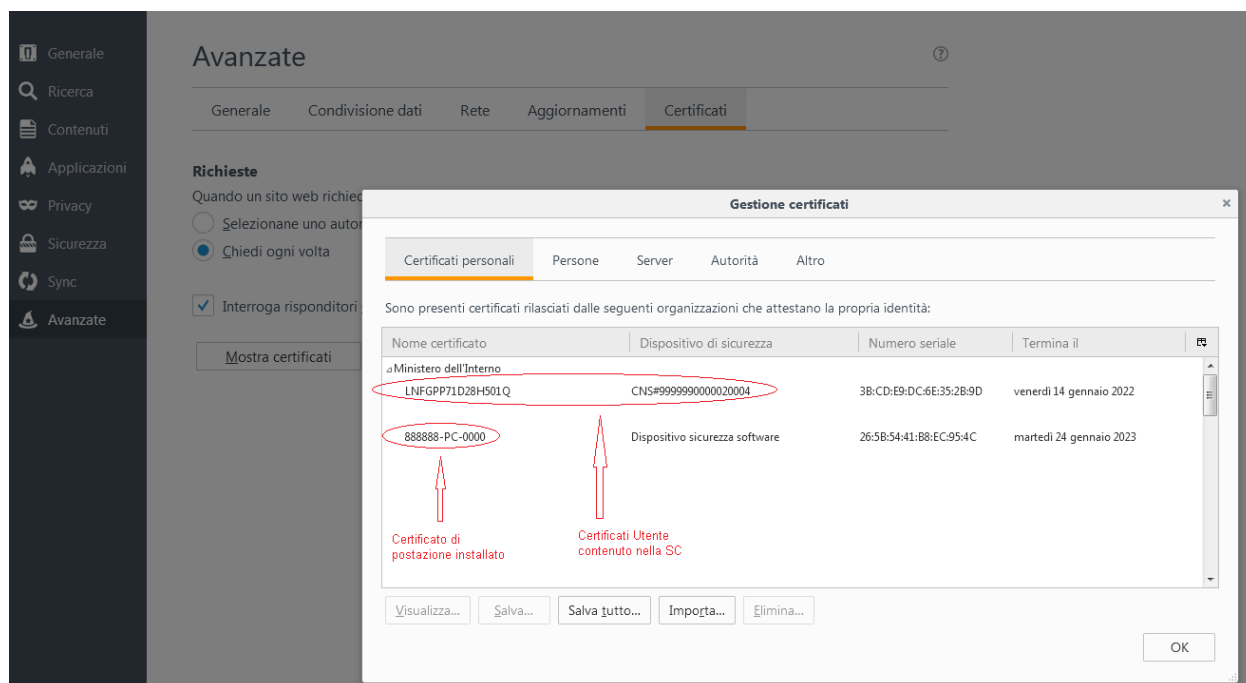 Generale
Ricerca
Contenuti
Applicazioni
Privacy
Sicurezza
Sync
Avanzate
Avanzate
?
Generale Condivisione dati Rete Aggiornamenti Certificati
Richieste
Quando un sito web richied
Selezionane uno autor
Chiedi ogni volta
Interroga risponditori
Mostra certificati
Gestione certificati
Certificati personali Persone Server Autorità Altro
Sono presenti certificati rilasciati dalle seguenti organizzazioni che attestano la propria identità:
Nome certificato Dispositivo di sicurezza Numero seriale Termina il
Ministero dell'Interno
LNFGPP71D28H501Q CNS#9999990000020004 3B:CD:E9:DC:6E:35:2B:9D venerdì 14 gennaio 2022
888888-PC-0000 Dispositivo sicurezza software 26:5B:54:41:B8:EC:95:4C martedì 24 gennaio 2023
Certificato di
postazione installato
Certificati Utente
contenuto nella SC
Visualizza... Salva... Salva tutto... Importa... Elimina...
OK